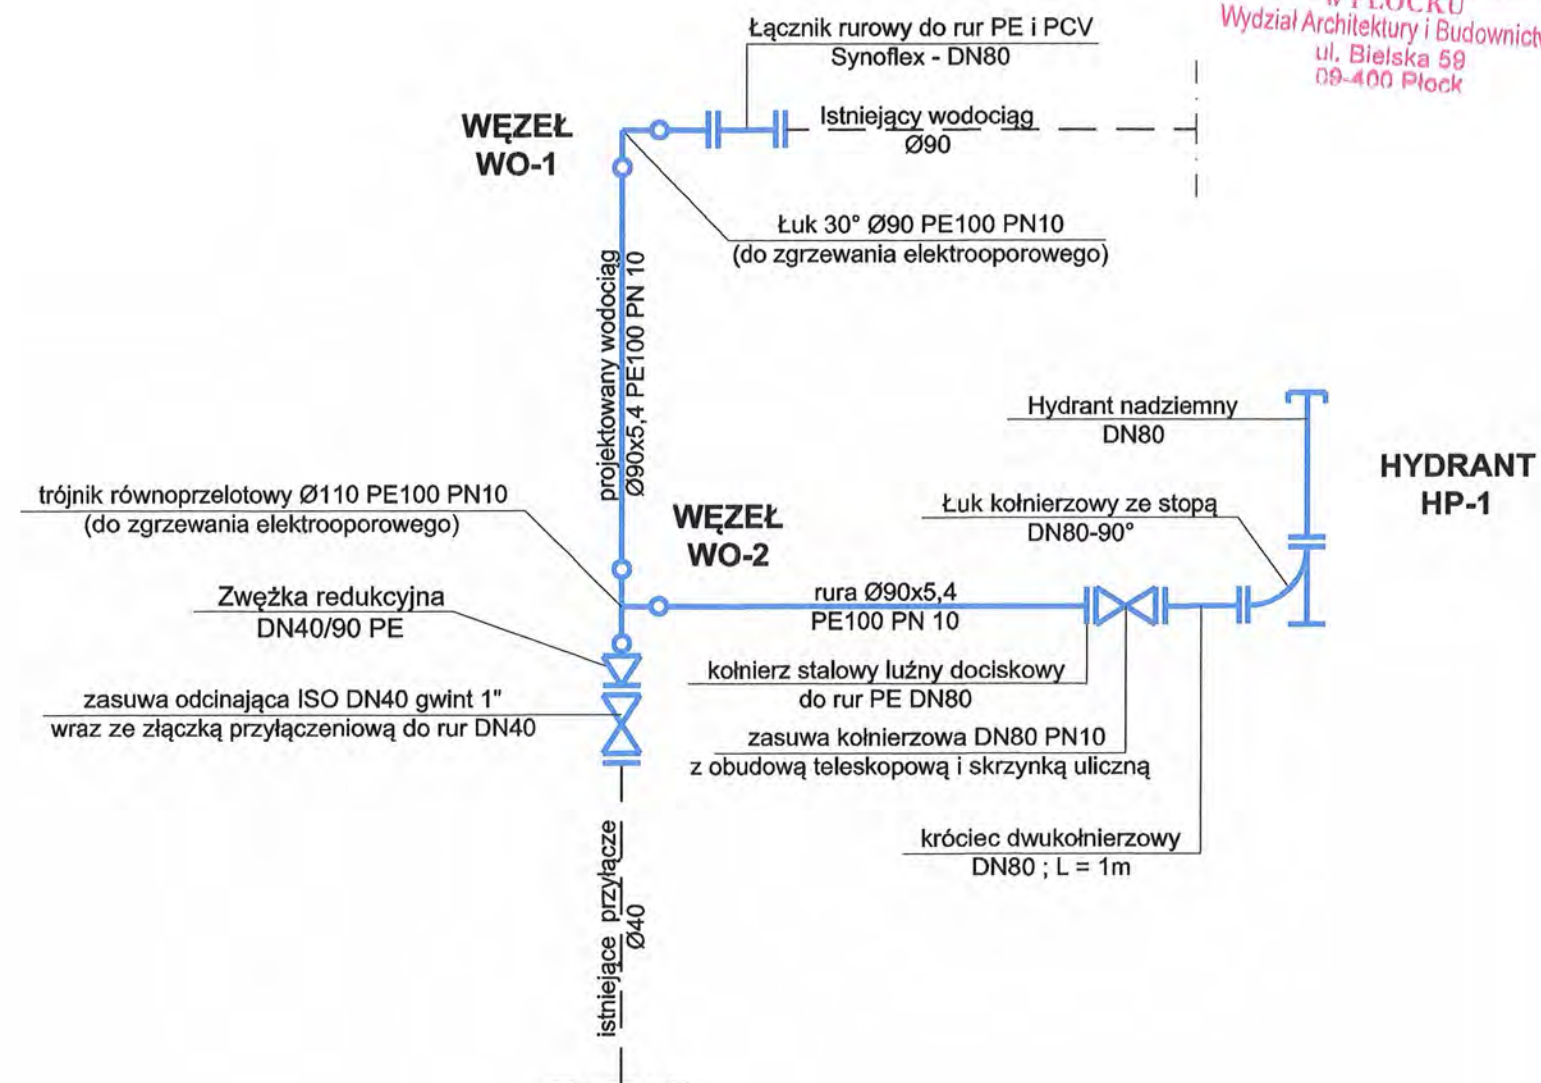 W PŁOCKU
Wydział Architektury i Budownictw
ul. Bielska 59
09-400 Płock
Łącznik rurowy do rur PE i PCV
Synoflex - DN80
WĘZEŁ
WO-1
Istniejący wodociąg
Ø90
Łuk 30° Ø90 PE100 PN10
(do zgrzewania elektrooporowego)
projektowany wodociąg
Ø90x5,4 PE100 PN 10
Hydrant nadziemny
DN80
HYDRANT
HP-1
trójnik równoprzelotowy Ø110 PE100 PN10
(do zgrzewania elektrooporowego)
WĘZEŁ
WO-2
Łuk kołnierzowy ze stopą
DN80-90°
Zwężka redukcyjna
DN40/90 PE
rura Ø90x5,4
PE100 PN 10
zasuwa odcinająca ISO DN40 gwint 1"
wraz ze złączką przyłączeniową do rur DN40
kołnierz stalowy luźny dociskowy
do rur PE DN80
zasuwa kołnierzowa DN80 PN10
z obudową teleskopową i skrzynką uliczną
króciec dwukołnierzowy
DN80 ; L = 1m
istniejące przyłącze
Ø40